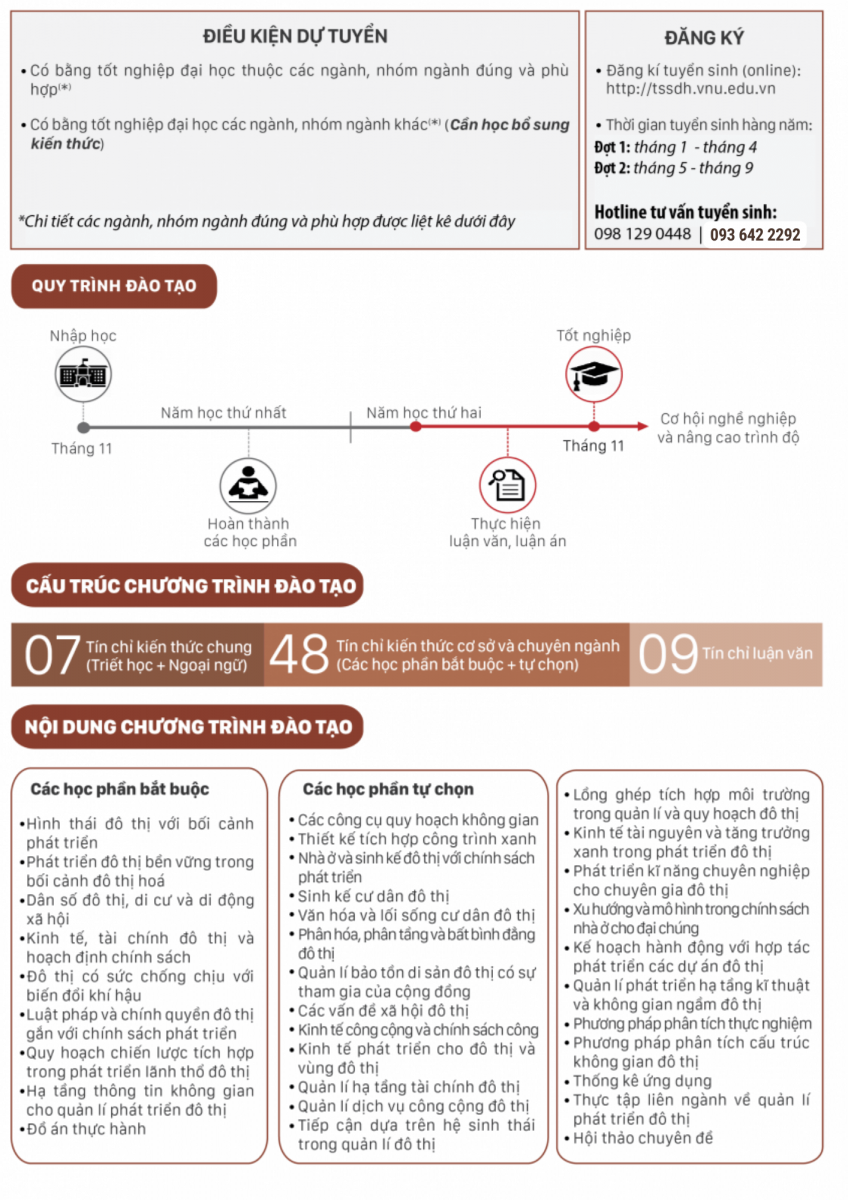 ĐIỀU KIỆN DỰ TUYỂN
• Có bằng tốt nghiệp đại học thuộc các ngành, nhóm ngành đúng và phù
hợp(*)
• Có bằng tốt nghiệp đại học các ngành, nhóm ngành khác(*) (Cần học bổ sung
kiến thức)
*Chi tiết các ngành, nhóm ngành đúng và phù hợp được liệt kê dưới đây
ĐĂNG KÝ
• Đăng kí tuyển sinh (online):
http://tssdh.vnu.edu.vn
• Thời gian tuyển sinh hàng năm:
Đợt 1: tháng 1 - tháng 4
Đợt 2: tháng 5 - tháng 9
Hotline tư vấn tuyển sinh:
098 129 0448 | 093 642 2292
QUY TRÌNH ĐÀO TẠO
Nhập học
Tốt nghiệp
Năm học thứ nhất
Năm học thứ hai
Cơ hội nghề nghiệp
và nâng cao trình độ
Tháng 11
Tháng 11
Hoàn thành
các học phần
Thực hiện
luận văn, luận án
CẤU TRÚC CHƯƠNG TRÌNH ĐÀO TẠO
07 Tín chỉ kiến thức chung
(Triết học + Ngoại ngữ)
48 Tín chỉ kiến thức cơ sở và chuyên ngành
(Các học phần bắt buộc + tự chọn)
09 Tín chỉ luận văn
NỘI DUNG CHƯƠNG TRÌNH ĐÀO TẠO
Các học phần bắt buộc
•Hình thái đô thị với bối cảnh
phát triển
•Phát triển đô thị bền vững trong
bối cảnh đô thị hoá
•Dân số đô thị, di cư và di động
xã hội
•Kinh tế, tài chính đô thị và
hoạch định chính sách
•Đô thị có sức chống chịu với
biến đổi khí hậu
•Luật pháp và chính quyền đô thị
gắn với chính sách phát triển
•Quy hoạch chiến lược tích hợp
trong phát triển lãnh thổ đô thị
•Hạ tầng thông tin không gian
cho quản lí phát triển đô thị
•Đồ án thực hành
Các học phần tự chọn
• Các công cụ quy hoạch không gian
• Thiết kế tích hợp công trình xanh
• Nhà ở và sinh kế đô thị với chính sách
phát triển
• Sinh kế cư dân đô thị
• Văn hóa và lối sống cư dân đô thị
• Phân hóa, phân tầng và bất bình đẳng
đô thị
• Quản lí bảo tồn di sản đô thị có sự
tham gia của cộng đồng
• Các vấn đề xã hội đô thị
• Kinh tế công cộng và chính sách công
• Kinh tế phát triển cho đô thị và
vùng đô thị
• Quản lí hạ tầng tài chính đô thị
• Quản lí dịch vụ công cộng đô thị
• Tiếp cận dựa trên hệ sinh thái
trong quản lí đô thị
• Lồng ghép tích hợp môi trường
trong quản lí và quy hoạch đô thị
• Kinh tế tài nguyên và tăng trưởng
xanh trong phát triển đô thị
• Phát triển kĩ năng chuyên nghiệp
cho chuyên gia đô thị
• Xu hướng và mô hình trong chính sách
nhà ở cho đại chúng
• Kế hoạch hành động với hợp tác
phát triển các dự án đô thị
• Quản lí phát triển hạ tầng kĩ thuật
và không gian ngầm đô thị
• Phương pháp phân tích thực nghiệm
• Phương pháp phân tích cấu trúc
không gian đô thị
• Thống kê ứng dụng
• Thực tập liên ngành về quản lí
phát triển đô thị
• Hội thảo chuyên đề